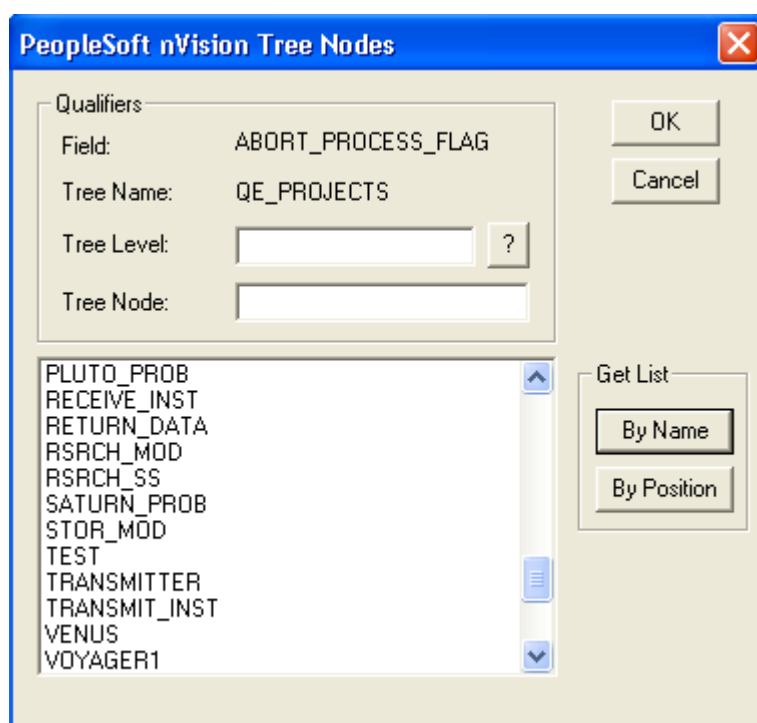 PeopleSoft nVision Tree Nodes
Qualifiers
Field: ABORT_PROCESS_FLAG
Tree Name: QE_PROJECTS
Tree Level: ?
Tree Node:
OK
Cancel
PLUTO_PROB
RECEIVE_INST
RETURN_DATA
RSRCH_MOD
RSRCH_SS
SATURN_PROB
STOR_MOD
TEST
TRANSMITTER
TRANSMIT_INST
VENUS
VOYAGER1
Get List
By Name
By Position